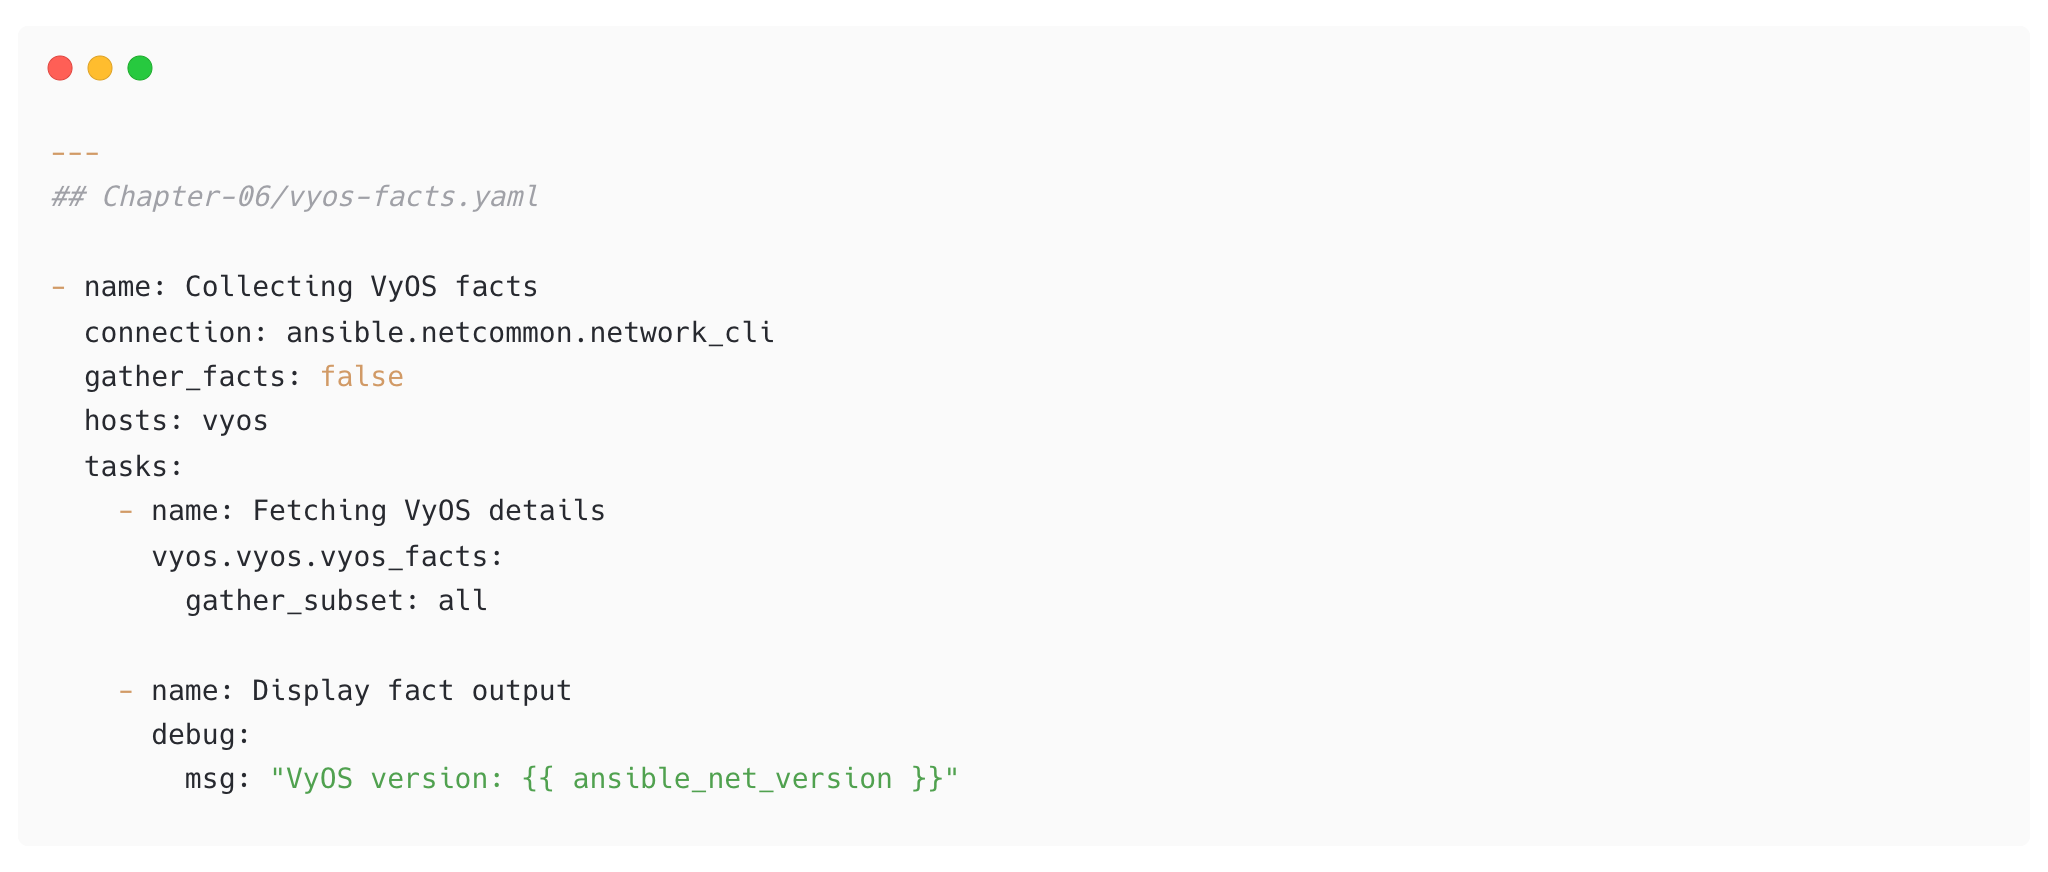 ---
## Chapter-06/vyos-facts.yaml

- name: Collecting VyOS facts
  connection: ansible.netcommon.network_cli
  gather_facts: false
  hosts: vyos
  tasks:
    - name: Fetching VyOS details
      vyos.vyos.vyos_facts:
        gather_subset: all

    - name: Display fact output
      debug:
        msg: "VyOS version: {{ ansible_net_version }}"